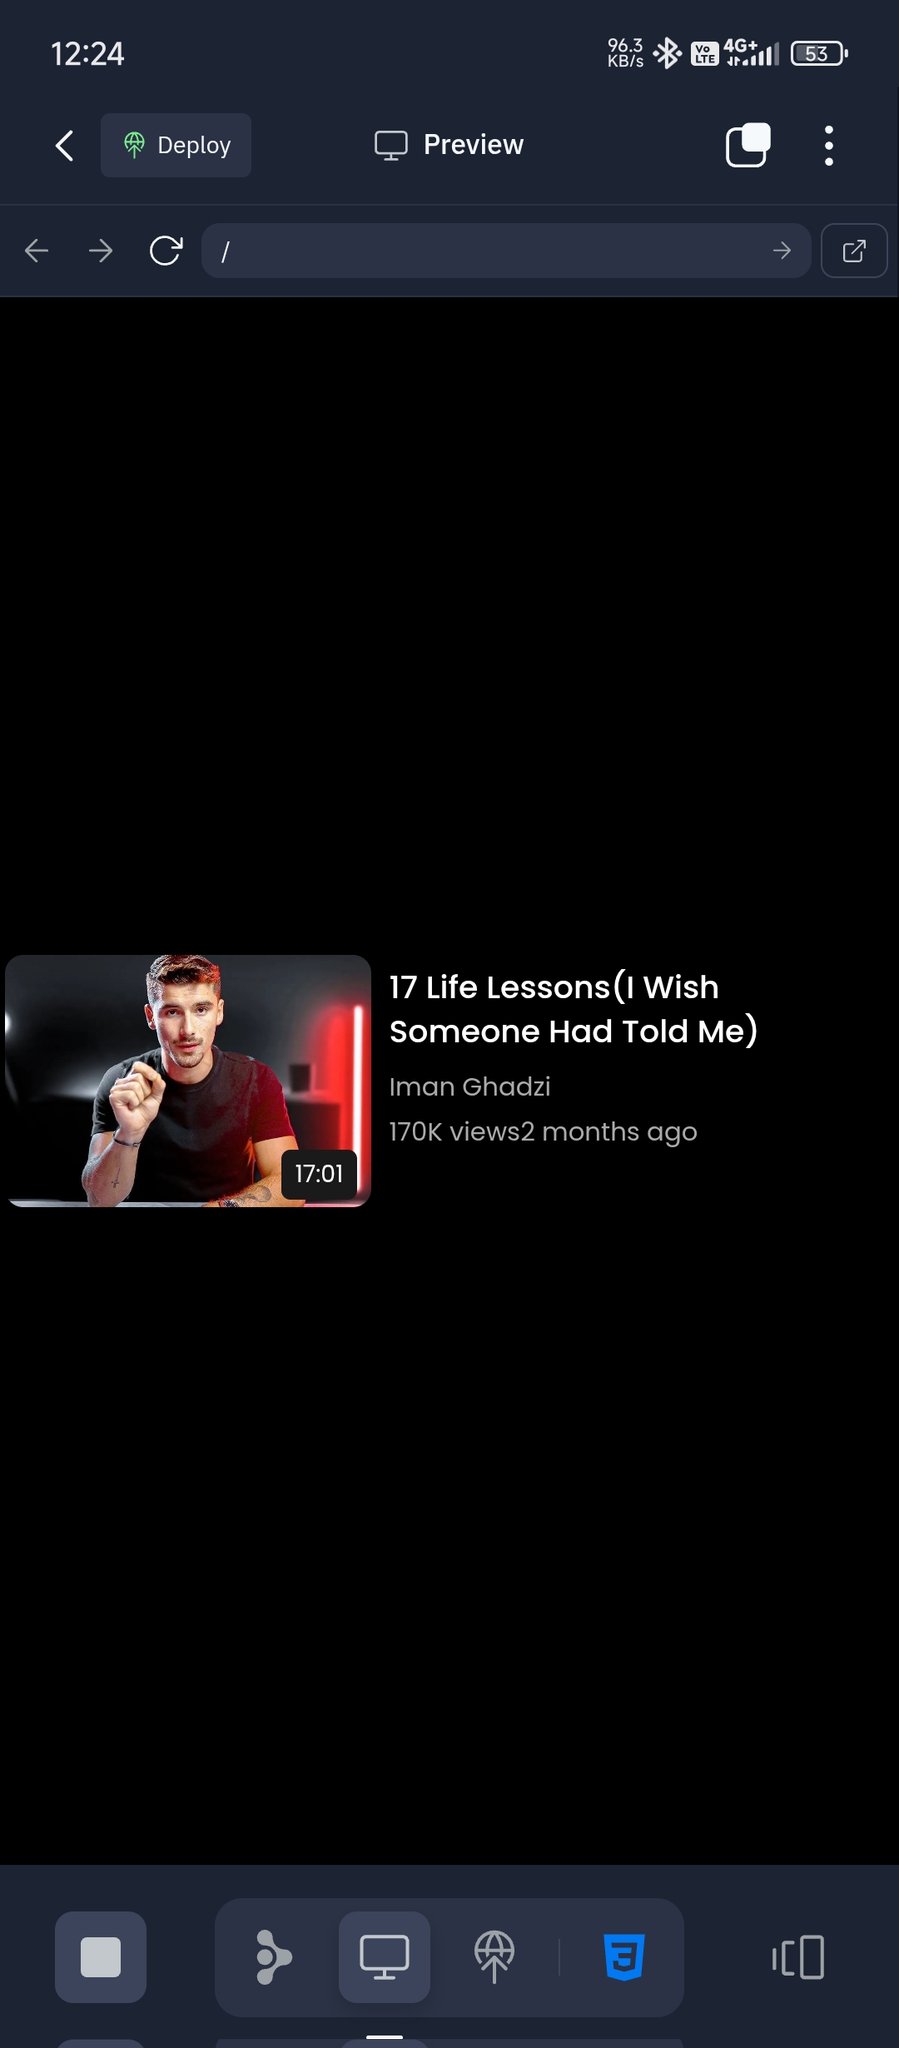 12:24
96.3
KB/s
Vo
LTE
4G+
53
Deploy
Preview
/
17 Life Lessons(I Wish
Someone Had Told Me)
Iman Ghadzi
170K views2 months ago
17:01
3